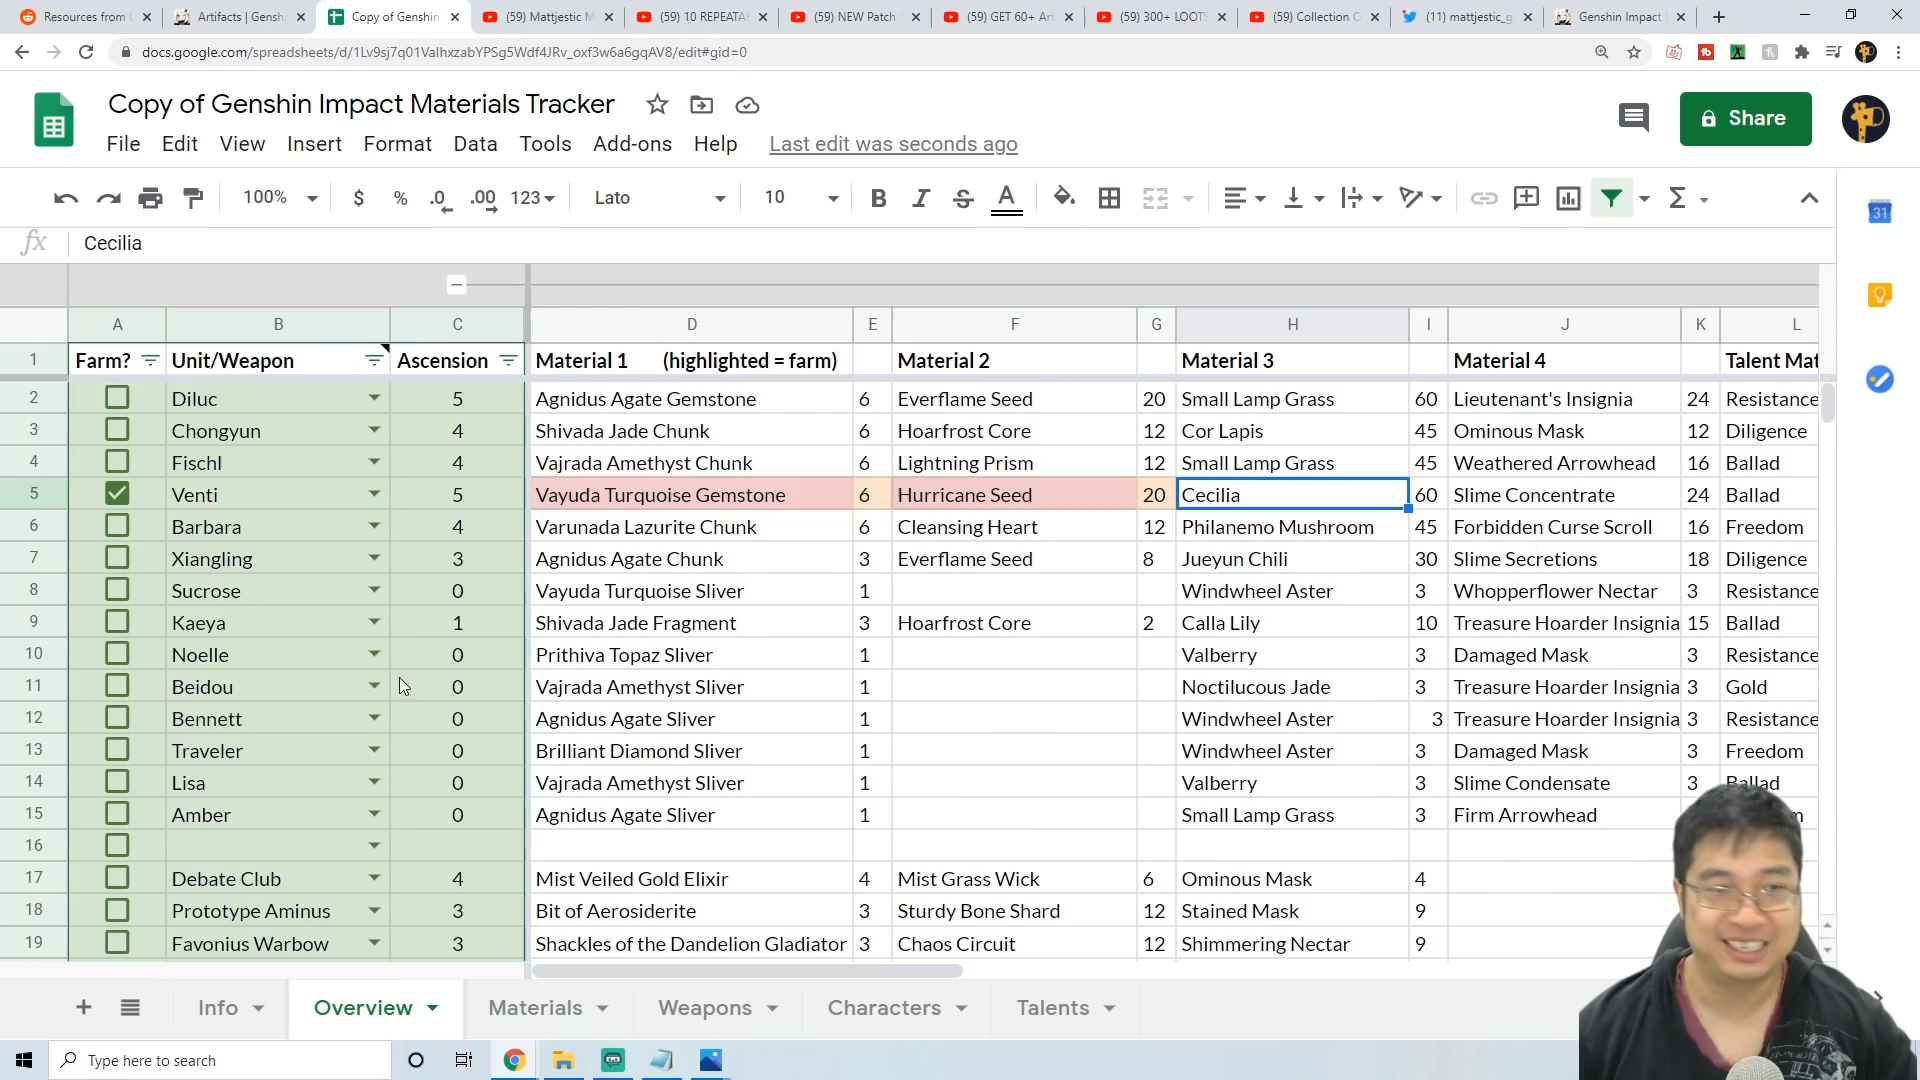 Resources from C
Artifacts | Genshi
Copy of Genshin
(59) Mattjestic M
(59) 10 REPEATAB
(59) NEW Patch
(59) GET 60+ Art
(59) 300+ LOOTS
(59) Collection O
(11) mattjestic_g
Genshin Impact
docs.google.com/spreadsheets/d/1Lv9sj7q01ValhxzabYPSg5Wdf4JRv_oxf3w6a6gqAV8/edit#gid=0
Copy of Genshin Impact Materials Tracker
Share
File Edit View Insert Format Data Tools Add-ons Help Last edit was seconds ago
100% $ % .0 .00 123 Lato 10 B I S A Σ
31
fx Cecilia
A B C D E F G H I J K L
1 Farm? Unit/Weapon Ascension Material 1 (highlighted = farm) Material 2 Material 3 Material 4 Talent Mat
2 Diluc 5 Agnidus Agate Gemstone 6 Everflame Seed 20 Small Lamp Grass 60 Lieutenant's Insignia 24 Resistance
3 Chongyun 4 Shivada Jade Chunk 6 Hoarfrost Core 12 Cor Lapis 45 Ominous Mask 12 Diligence
4 Fischl 4 Vajrada Amethyst Chunk 6 Lightning Prism 12 Small Lamp Grass 45 Weathered Arrowhead 16 Ballad
5 Venti 5 Vayuda Turquoise Gemstone 6 Hurricane Seed 20 Cecilia 60 Slime Concentrate 24 Ballad
6 Barbara 4 Varunada Lazurite Chunk 6 Cleansing Heart 12 Philanemo Mushroom 45 Forbidden Curse Scroll 16 Freedom
7 Xiangling 3 Agnidus Agate Chunk 3 Everflame Seed 8 Jueyun Chili 30 Slime Secretions 18 Diligence
8 Sucrose 0 Vayuda Turquoise Sliver 1 Windwheel Aster 3 Whopperflower Nectar 3 Resistance
9 Kaeya 1 Shivada Jade Fragment 3 Hoarfrost Core 2 Calla Lily 10 Treasure Hoarder Insignia 15 Ballad
10 Noelle 0 Prithiva Topaz Sliver 1 Valberry 3 Damaged Mask 3 Resistance
11 Beidou 0 Vajrada Amethyst Sliver 1 Noctilucous Jade 3 Treasure Hoarder Insignia 3 Gold
12 Bennett 0 Agnidus Agate Sliver 1 Windwheel Aster 3 Treasure Hoarder Insignia 3 Resistance
13 Traveler 0 Brilliant Diamond Sliver 1 Windwheel Aster 3 Damaged Mask 3 Freedom
14 Lisa 0 Vajrada Amethyst Sliver 1 Valberry 3 Slime Condensate 3 Ballad
15 Amber 0 Agnidus Agate Sliver 1 Small Lamp Grass 3 Firm Arrowhead 3
16
17 Debate Club 4 Mist Veiled Gold Elixir 4 Mist Grass Wick 6 Ominous Mask 4
18 Prototype Aminus 3 Bit of Aerosiderite 3 Sturdy Bone Shard 12 Stained Mask 9
19 Favonius Warbow 3 Shackles of the Dandelion Gladiator 3 Chaos Circuit 12 Shimmering Nectar 9
Info Overview Materials Weapons Characters Talents
Type here to search